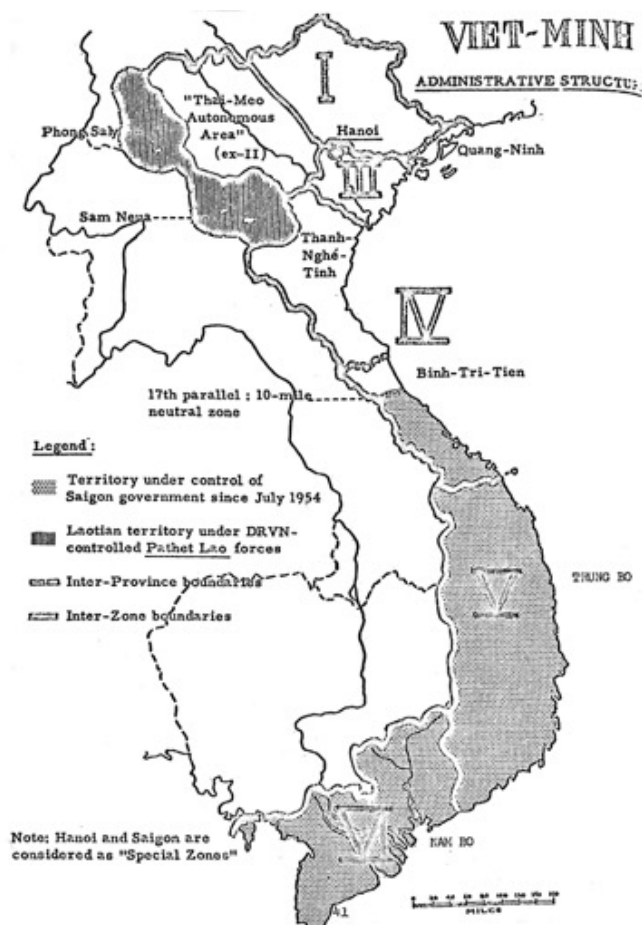 VIET-MINH
ADMINISTRATIVE STRUCTU
I
"Thai-Meo
Autonomous
Area"
(ex-II)
Phong Saly
Hanoi
Quang-Ninh
III
Sam Neua
Thanh-
Nghé-
Tinh
IV
Binh-Tri-Tien
17th parallel : 10-mile
neutral zone
Legend :
Territory under control of
Saigon government since July 1954
Laotian territory under DRVN-
controlled Pathet Lao forces
Inter-Province boundaries
Inter-Zone boundaries
TRUNG BO
V
VI
NAM BO
Note: Hanoi and Saigon are
considered as "Special Zones"
41
MILES